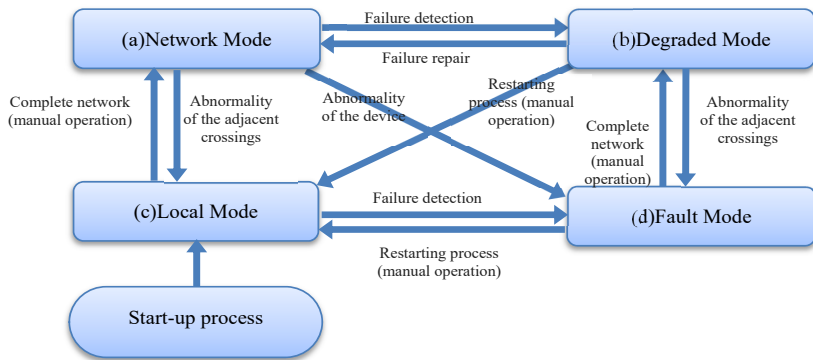 (a)Network Mode
Failure detection
(b)Degraded Mode
Failure repair
Complete network
(manual operation)
Abnormality
of the adjacent
crossings
Abnormality
of the device
Restarting
process (manual
operation)
Complete
network
(manual
operation)
Abnormality
of the adjacent
crossings
(c)Local Mode
Failure detection
(d)Fault Mode
Restarting process
(manual operation)
Start-up process